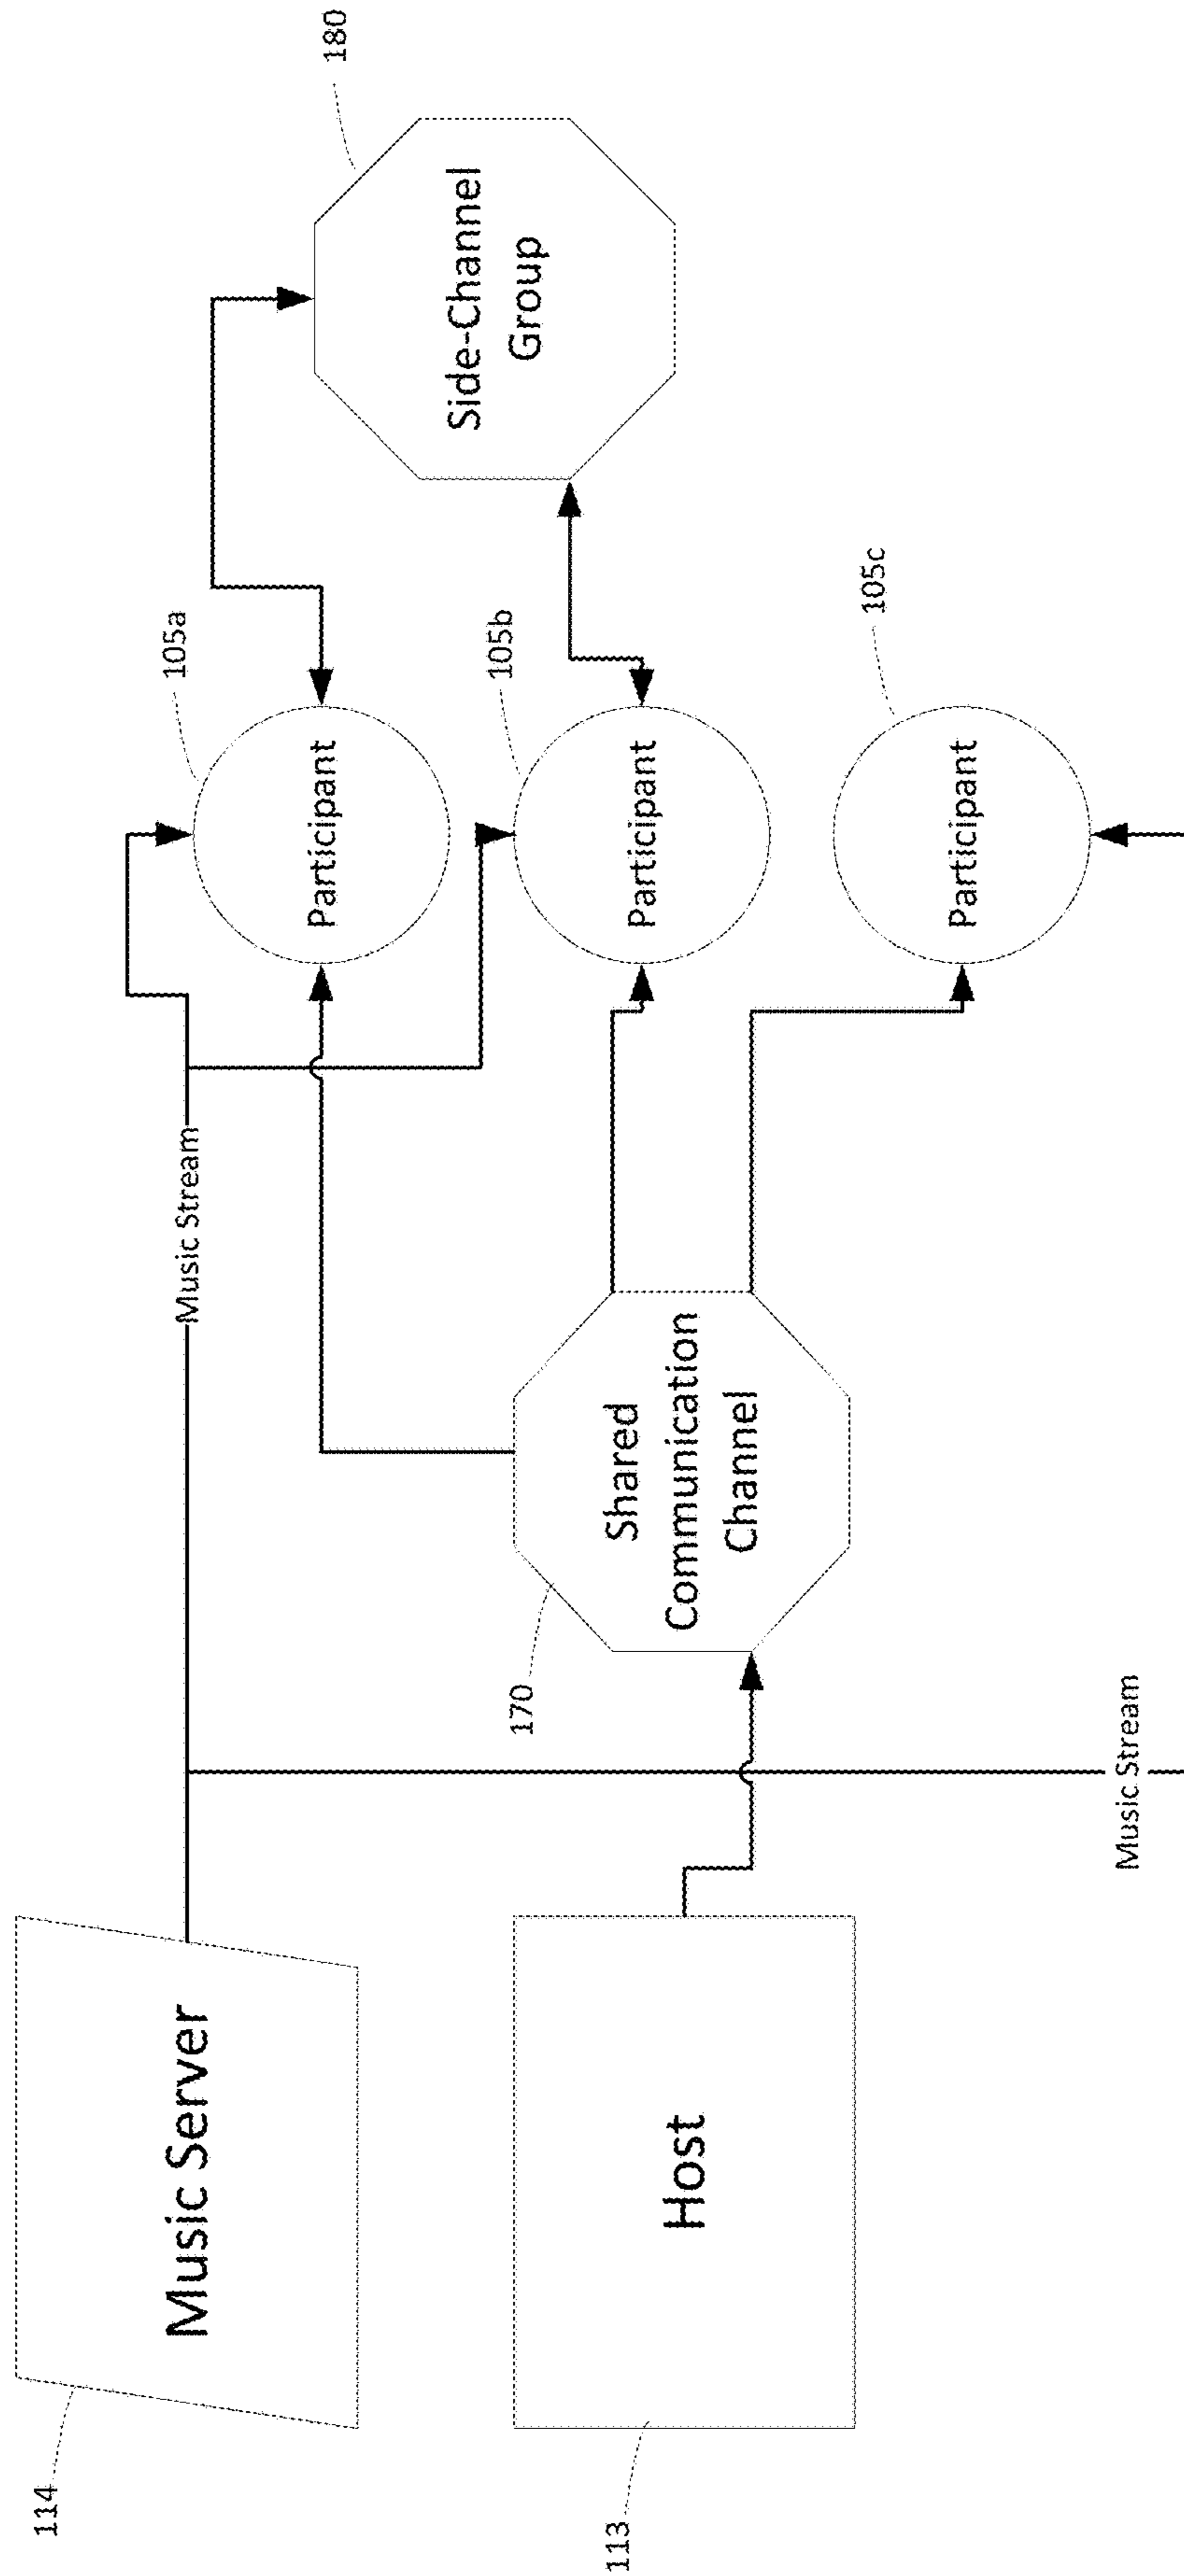 114
Music Server
Music Stream
105a
Participant
180
Side-Channel
Group
113
Host
170
Shared
Communication
Channel
105b
Participant
105c
Participant
Music Stream